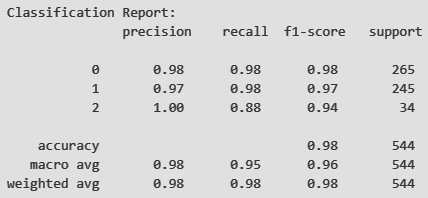 Classification Report:
precision recall f1-score support
0 0.98 0.98 0.98 265
1 0.97 0.98 0.97 245
2 1.00 0.88 0.94 34
accuracy 0.98 544
macro avg 0.98 0.95 0.96 544
weighted avg 0.98 0.98 0.98 544